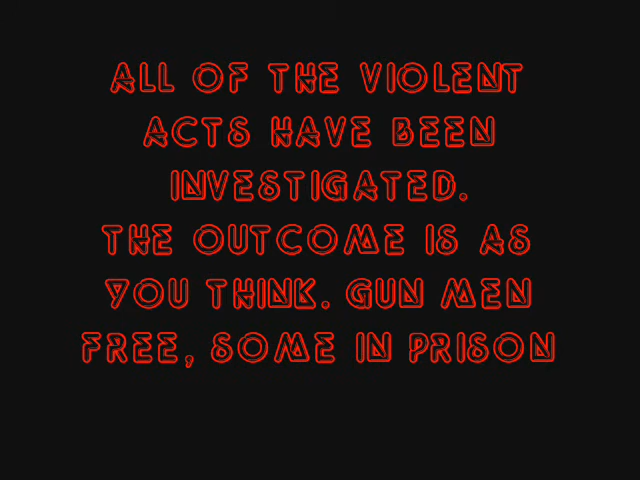 ALL OF THE VIOLENT
ACTS HAVE BEEN
INVESTIGATED.
THE OUTCOME IS AS
YOU THINK. GUN MEN
FREE, SOME IN PRISON